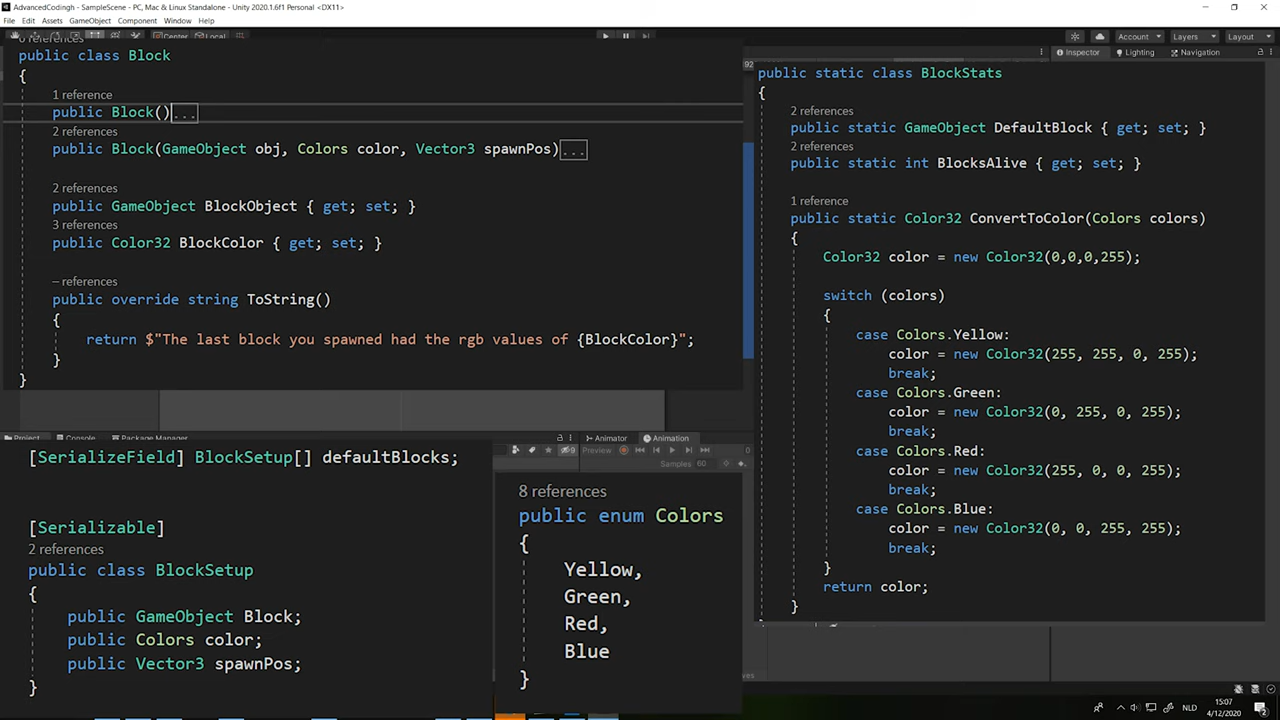 AdvancedCodingh - SampleScene - PC, Mac & Linux Standalone - Unity 2020.1.6f1 Personal <DX11>
File Edit Assets GameObject Component Window Help
Center Local
Account Layers Layout
Inspector Lighting Navigation
public class Block
{
1 reference
public Block()...
2 references
public Block(GameObject obj, Colors color, Vector3 spawnPos)...
2 references
public GameObject BlockObject { get; set; }
3 references
public Color32 BlockColor { get; set; }
– references
public override string ToString()
{
return $"The last block you spawned had the rgb values of {BlockColor}";
}
}
public static class BlockStats
{
2 references
public static GameObject DefaultBlock { get; set; }
2 references
public static int BlocksAlive { get; set; }
1 reference
public static Color32 ConvertToColor(Colors colors)
{
Color32 color = new Color32(0,0,0,255);
switch (colors)
{
case Colors.Yellow:
color = new Color32(255, 255, 0, 255);
break;
case Colors.Green:
color = new Color32(0, 255, 0, 255);
break;
case Colors.Red:
color = new Color32(255, 0, 0, 255);
break;
case Colors.Blue:
color = new Color32(0, 0, 255, 255);
break;
}
return color;
}
Project Console Package Manager
[SerializeField] BlockSetup[] defaultBlocks;
[Serializable]
2 references
public class BlockSetup
{
public GameObject Block;
public Colors color;
public Vector3 spawnPos;
}
9
Animator Animation
Preview 0
Samples 60
8 references
public enum Colors
{
Yellow,
Green,
Red,
Blue
}
NLD
15:07
4/12/2020